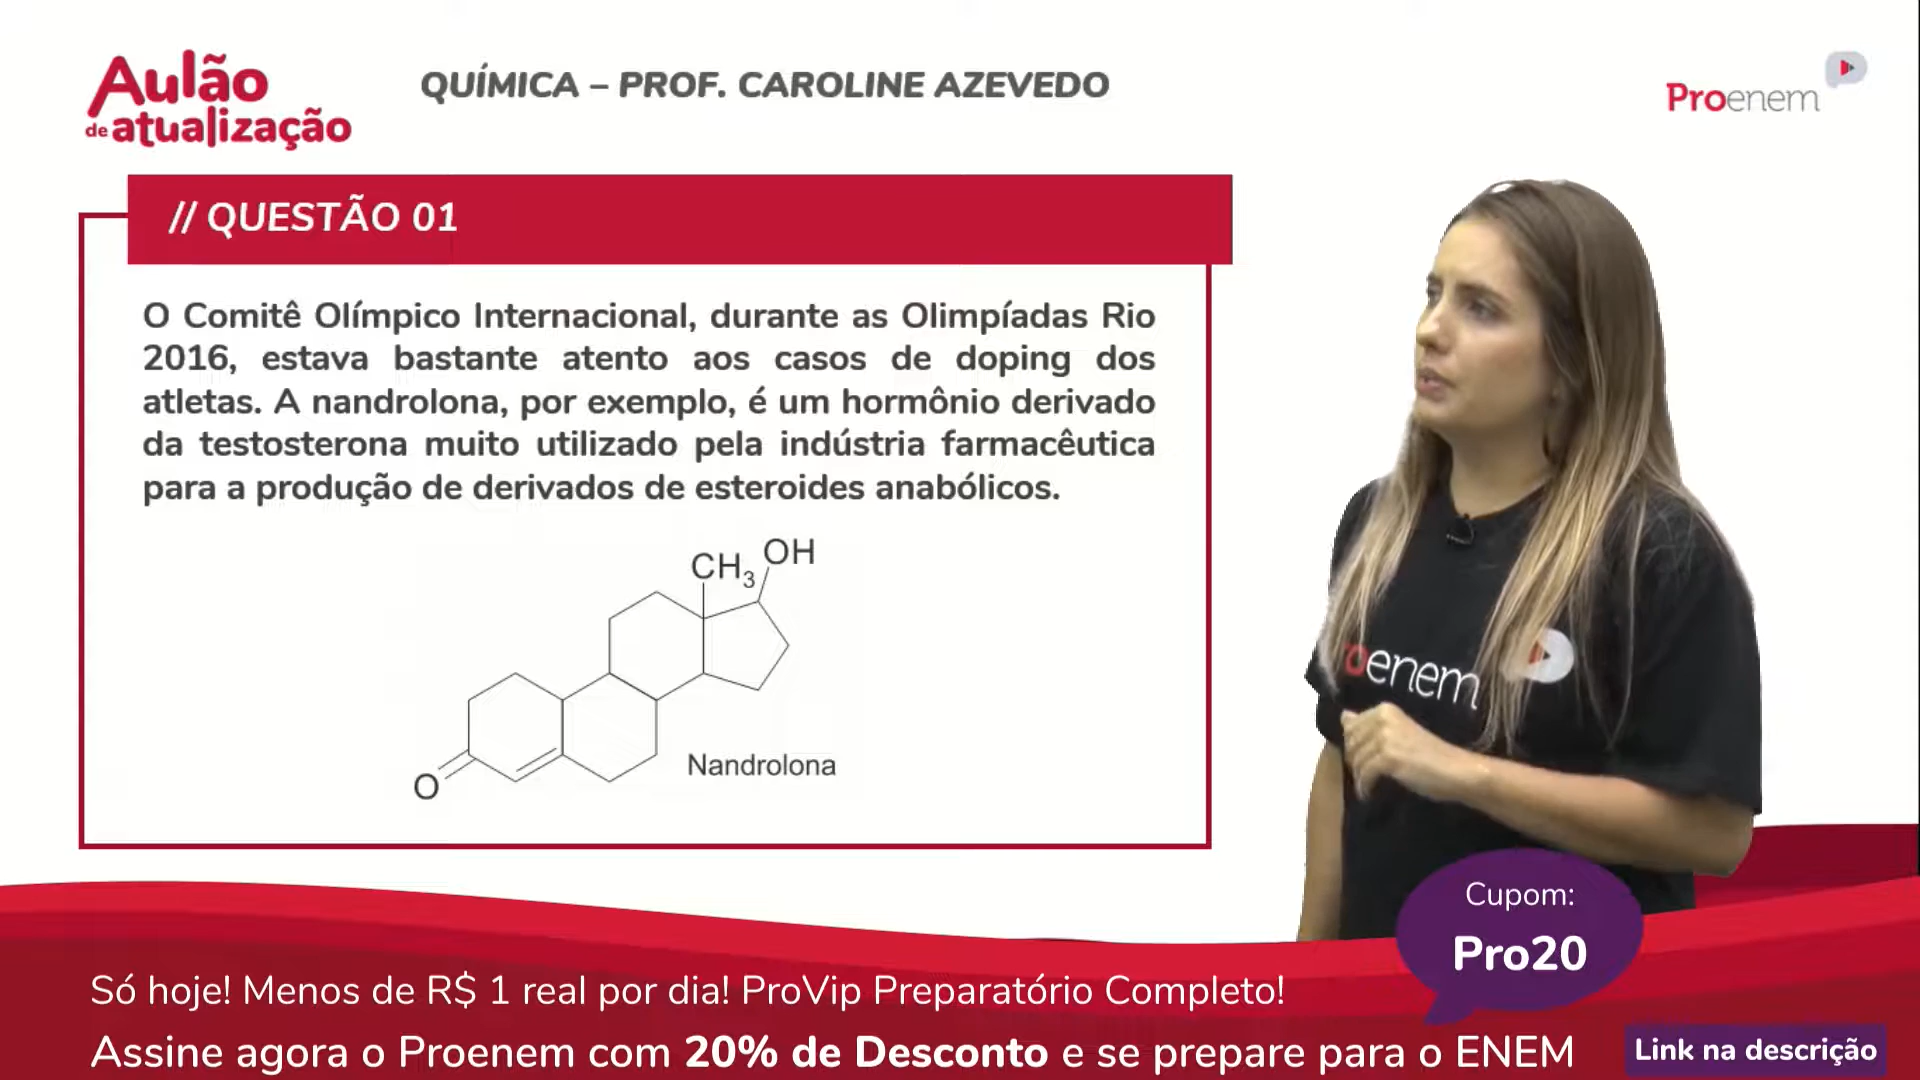 Aulão
de atualização
QUÍMICA – PROF. CAROLINE AZEVEDO
Proenem
// QUESTÃO 01
O Comitê Olímpico Internacional, durante as Olimpíadas Rio
2016, estava bastante atento aos casos de doping dos
atletas. A nandrolona, por exemplo, é um hormônio derivado
da testosterona muito utilizado pela indústria farmacêutica
para a produção de derivados de esteroides anabólicos.
CH3
OH
O
Nandrolona
oenem
Cupom:
Pro20
Só hoje! Menos de R$ 1 real por dia! ProVip Preparatório Completo!
Assine agora o Proenem com 20% de Desconto e se prepare para o ENEM
Link na descrição